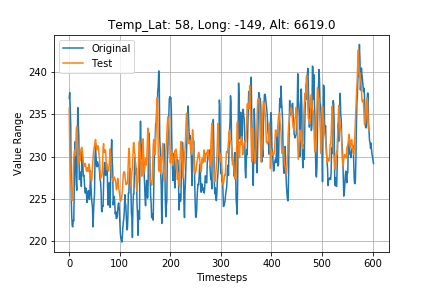 Temp_Lat: 58, Long: -149, Alt: 6619.0
Original
Test
Value Range
240
235
230
225
220
0 100 200 300 400 500 600
Timesteps